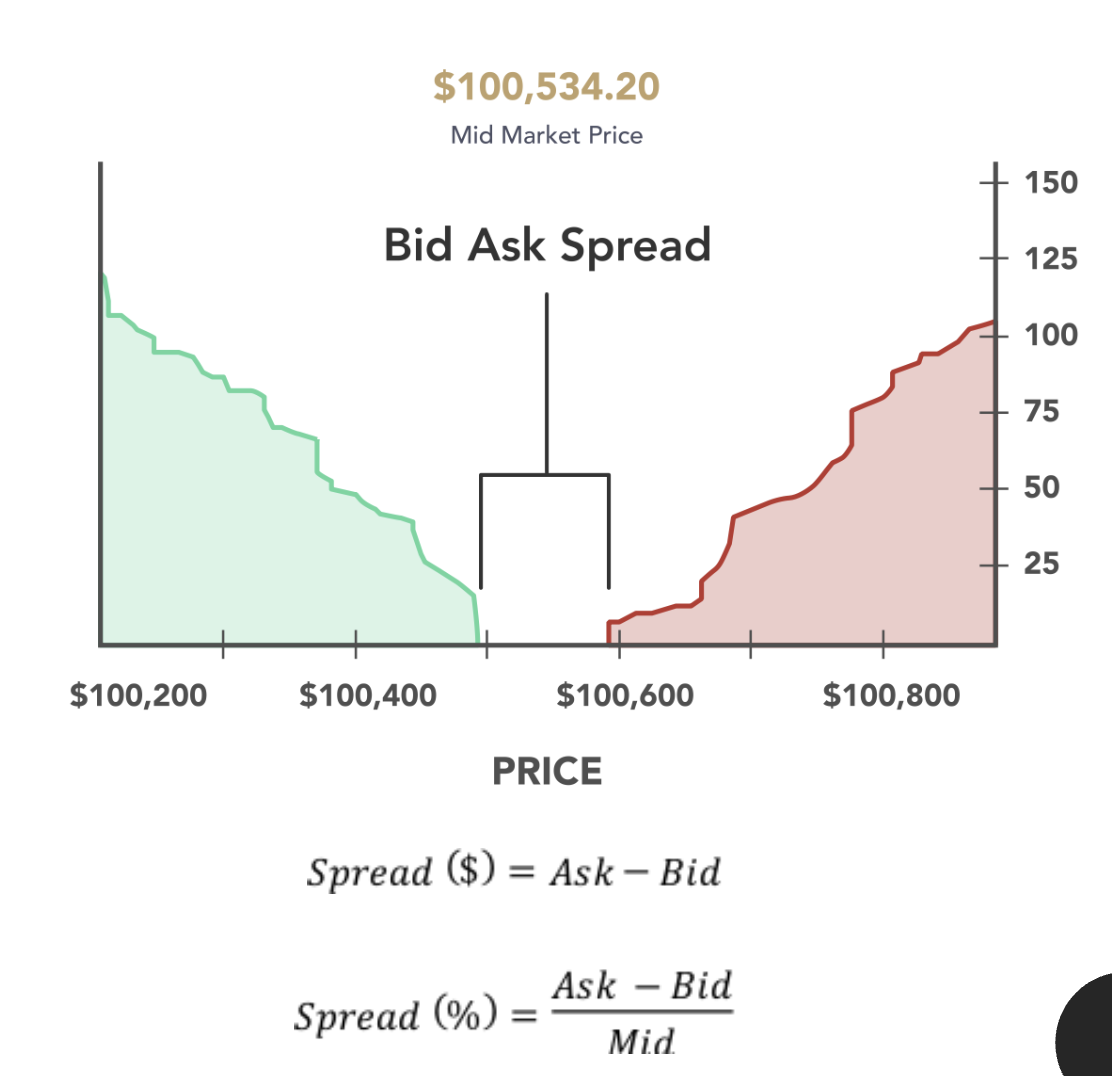 $100,534.20
Mid Market Price
Bid Ask Spread
150
125
100
75
50
25
$100,200 $100,400 $100,600 $100,800
PRICE
Spread ($) = Ask − Bid
Spread (%) = Ask − Bid / Mid